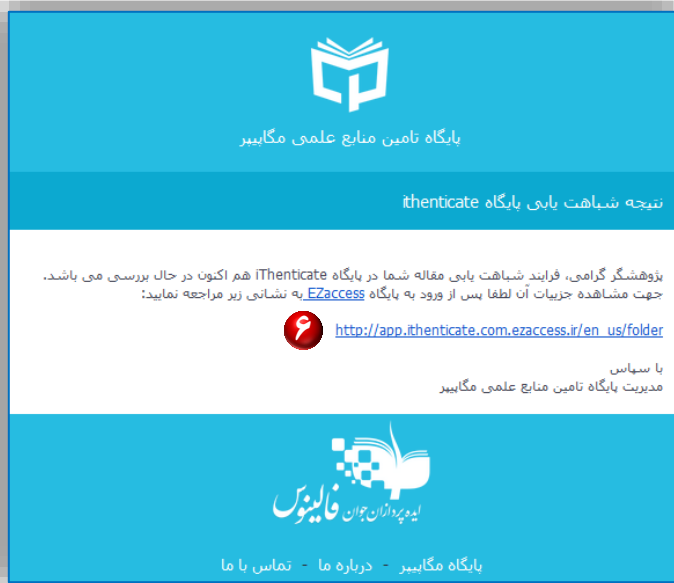 پایگاه تامین منابع علمی مگاپیپر
نتیجه شباهت یابی پایگاه ithenticate
پژوهشگر گرامی، فرایند شباهت یابی مقاله شما در پایگاه iThenticate هم اکنون در حال بررسی می باشد.
جهت مشاهده جزییات آن لطفا پس از ورود به پایگاه EZaccess به نشانی زیر مراجعه نمایید:
http://app.ithenticate.com.ezaccess.ir/en_us/folder ۶
با سپاس
مدیریت پایگاه تامین منابع علمی مگاپیپر
ایده پردازان جوان فالینوس
پایگاه مگاپیپر - درباره ما - تماس با ما